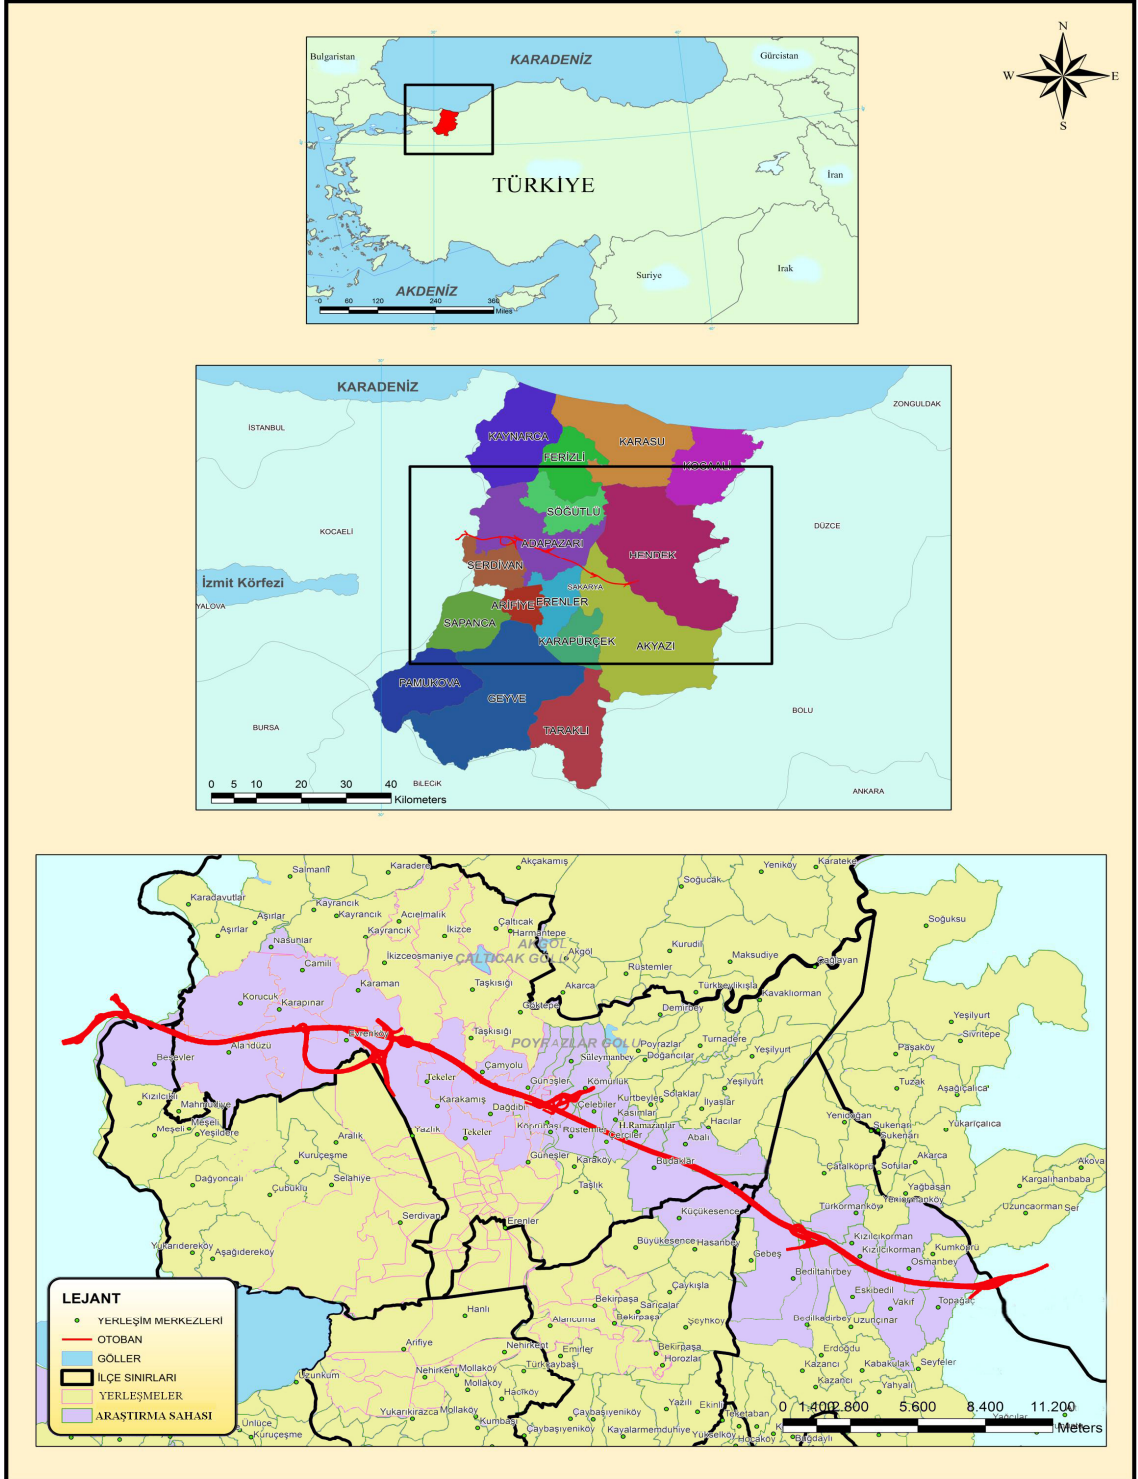 N
W E
S
Bulgaristan
KARADENİZ
Gürcistan
TÜRKİYE
İran
Suriye
Irak
AKDENİZ
0 60 120 240 360
Miles
KARADENİZ
ZONGULDAK
İSTANBUL
KAYNARCA
KARASU
FERİZLİ
KOCAALİ
SÖĞÜTLÜ
KOCAELİ
DÜZCE
ADAPAZARI
HENDEK
SERDİVAN
İzmit Körfezi
SAKARYA
YALOVA
ARİFİYE
ERENLER
SAPANCA
KARAPÜRÇEK
AKYAZI
PAMUKOVA
GEYVE
BOLU
BURSA
TARAKLI
BİLECİK
ANKARA
0 5 10 20 30 40
Kilometers
Salmanlı
Karadere
Akçakamış
Yeniköy
Karateke
Soğucak
Karadavutlar
Kayrancık
Kayrancık
Aşırlar
Acıelmalık
Aşırlar
Kayrancık
İkizce
Çaltıcak
Harmantepe
Soğuksu
Nasuhlar
AKGÖL
Kurudil
İkizceosmaniye
ÇALTICAK GÖLÜ
Akgöl
Maksudiye
Camili
Rüstemler
Çağlayan
Karaman
Taşkısığı
Akarca
Türkbeylikışla
Kavaklıorman
Korucuk
Karapınar
Göktepe
Demirbey
Yeşilyurt
Evrenköy
Taşkısığı
POYRAZLAR GÖLÜ
Turnadere
Sivritepe
Alandüzü
Poyrazlar
Süleymanbey
Doğancılar
Yeşilyurt
Paşaköy
Beşevler
Çamyolu
Tekeler
Güneşler
Kömürlük
Yeşilyurt
Tuzak
Aşağıçalıca
Kızılcıklı
Karakamış
Dağdibi
Çelebiler
Kurtbeyler
Solaklar
İlyaslar
Mahmudiye
Kasımlar
Meşeli
Hacılar
Yenidoğan
Yukarıçalıca
Meşeli
Yeşildere
Aralık
Yazlık
Tekeler
Rüstemler
H.Ramazanlar
Çerçiler
Abalı
Şükeriarı
Kuruçeşme
Güneşler
Karaköy
Budaklar
Çatalköprü
Sofular
Akarca
Akova
Dağyoncalı
Selahiye
Yağbasan
Kargalıhanbaba
Çubuklu
Taşlık
Türkormanköy
Uzuncaorman
Serdivan
Küçükesence
Erenler
Kızılcıkorman
Yukarıdereköy
Büyükesence
Hasanbey
Gebeş
Kızılcıkorman
Kumköprü
Aşağıdereköy
Osmanbey
Bediltahirbey
Çaykışla
Eskibedil
Bekirpaşa
Vakıf
Topağaç
Hanlı
Sarıcalar
Alancuma
Bekirpaşa
Şeyhköy
Dedilkadirbey
Uzunçınar
Arifiye
Nehirkent
Emirler
Bekirpaşa
Erdoğdu
Horozlar
Kazancı
Kabakulak
Seyfeler
Nehirkent
Mollaköy
Türkçaybaşı
Uzunkum
Mollaköy
Hacıköy
Kazancı
Yahyalı
Yukarıkirazca
Mollaköy
Yazılı
Ekinli
Kumbaşı
Çaybaşıyeniköy
Teketaban
Ünlüce
Kuruçeşme
Çaybaşıyeniköy
Kayalarmemduhiye
Yükselköy
Hocaköy
Buğdaylı
LEJANT
YERLEŞİM MERKEZLERİ
OTOBAN
GÖLLER
İLÇE SINIRLARI
YERLEŞMELER
ARAŞTIRMA SAHASI
0 1.400 2.800 5.600 8.400 11.200
Meters